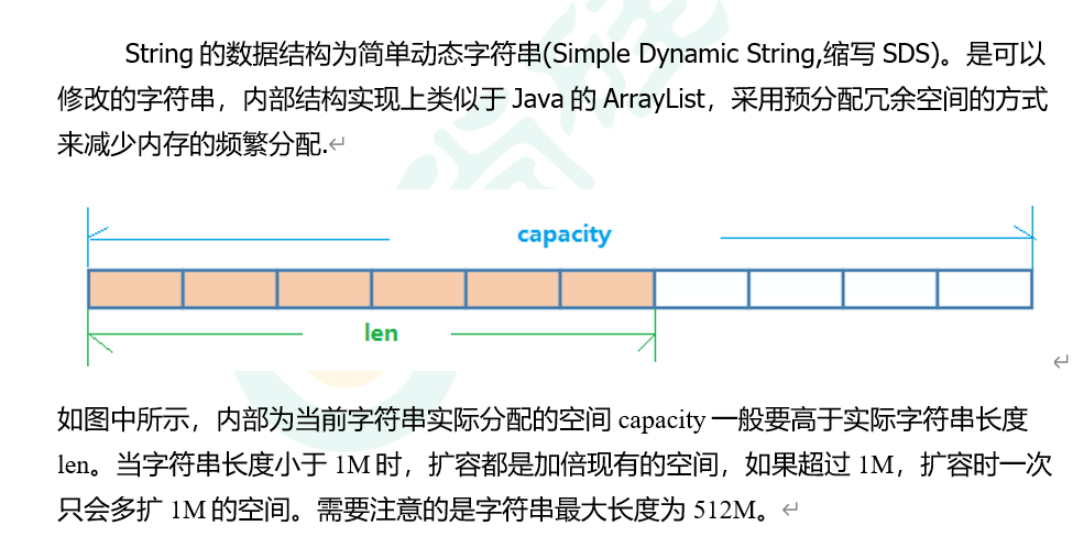 String 的数据结构为简单动态字符串(Simple Dynamic String,缩写 SDS)。是可以
修改的字符串，内部结构实现上类似于 Java 的 ArrayList，采用预分配冗余空间的方式
来减少内存的频繁分配.
capacity
len
如图中所示，内部为当前字符串实际分配的空间 capacity 一般要高于实际字符串长度
len。当字符串长度小于 1M 时，扩容都是加倍现有的空间，如果超过 1M，扩容时一次
只会多扩 1M 的空间。需要注意的是字符串最大长度为 512M。